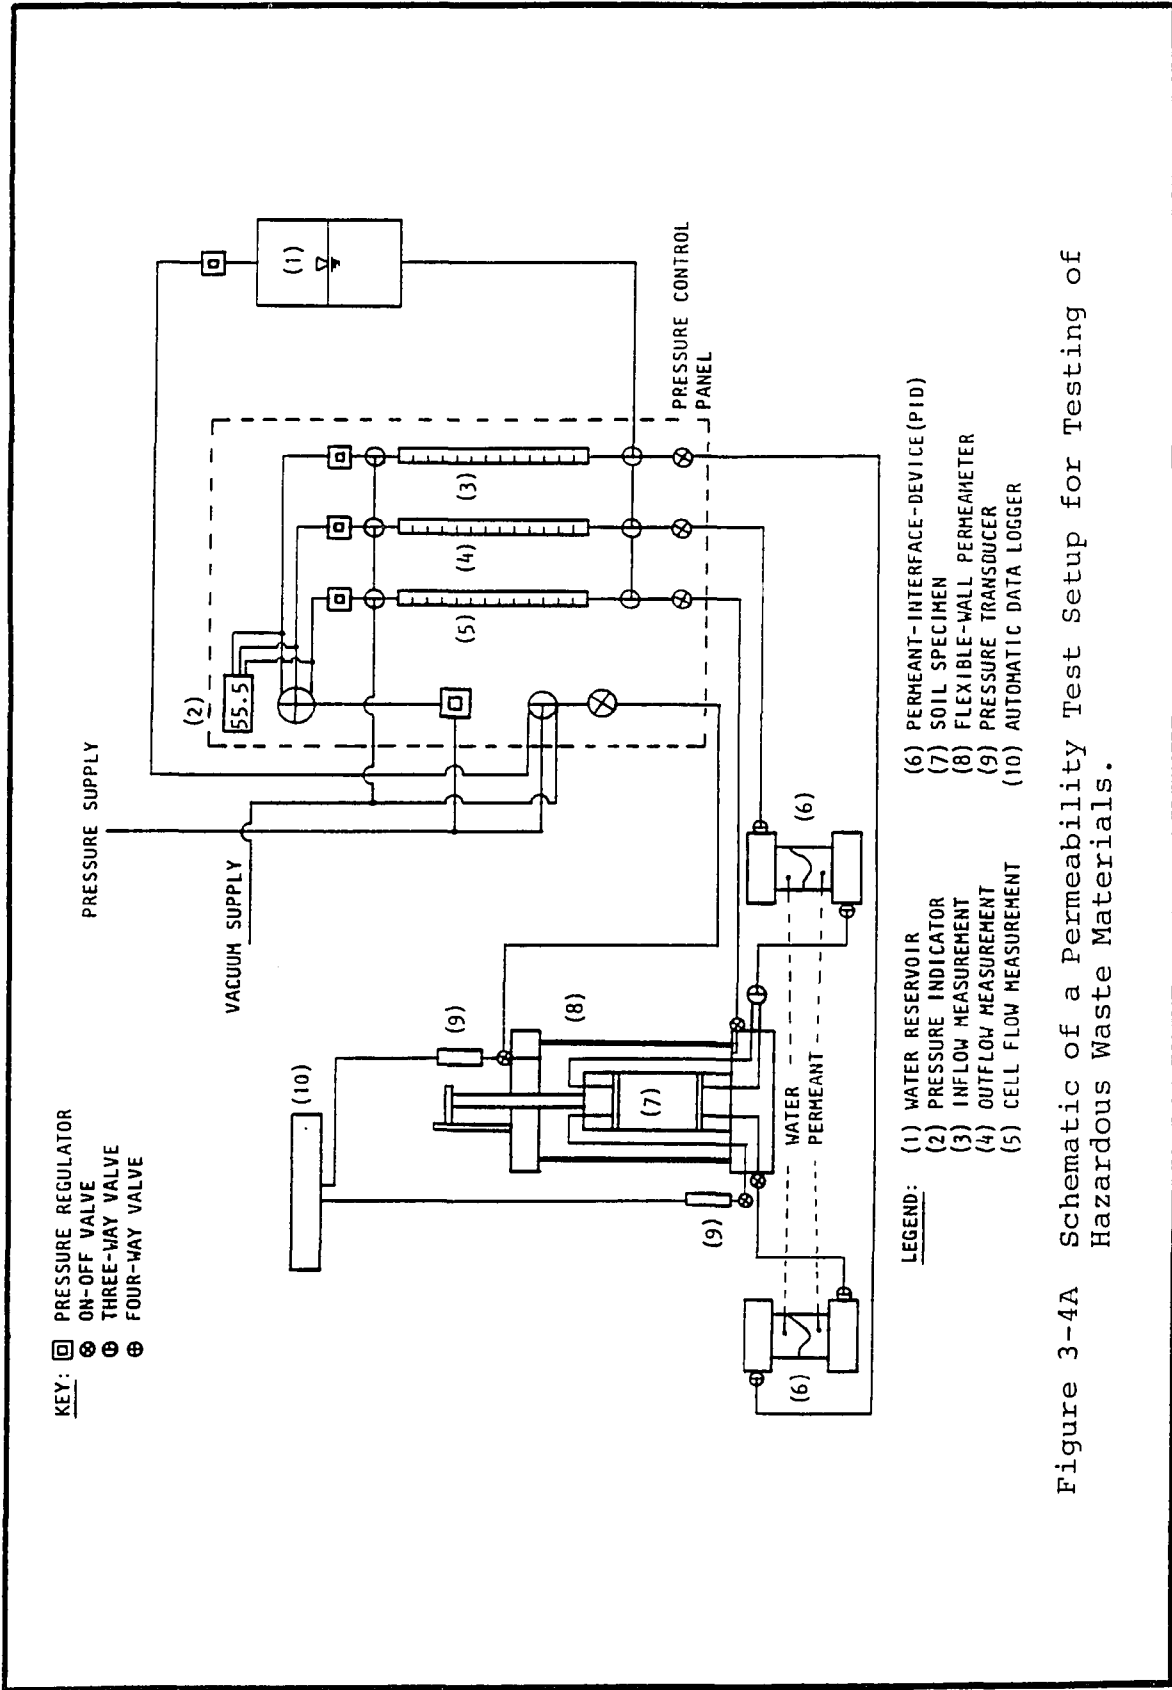 KEY: PRESSURE REGULATOR
ON-OFF VALVE
THREE-WAY VALVE
FOUR-WAY VALVE
PRESSURE SUPPLY
VACUUM SUPPLY
(2)
55.5
(1)
(5)
(4)
(3)
PRESSURE CONTROL
PANEL
(10)
(9)
(8)
(7)
(9)
WATER
PERMEANT
(6)
(6)
LEGEND: (1) WATER RESERVOIR
(2) PRESSURE INDICATOR
(3) INFLOW MEASUREMENT
(4) OUTFLOW MEASUREMENT
(5) CELL FLOW MEASUREMENT
(6) PERMEANT-INTERFACE-DEVICE(PID)
(7) SOIL SPECIMEN
(8) FLEXIBLE-WALL PERMEAMETER
(9) PRESSURE TRANSDUCER
(10) AUTOMATIC DATA LOGGER
Figure 3-4A Schematic of a Permeability Test Setup for Testing of
Hazardous Waste Materials.